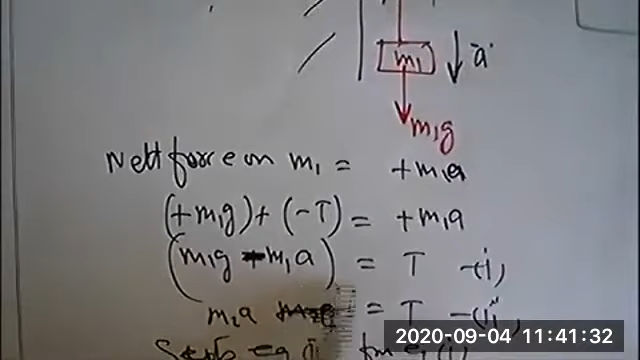 m₁ a
m₁g
Nett force on m₁ = +m₁a
(+m₁g) + (-T) = +m₁a
(m₁g - m₁a) = T -(i)
m₂a = T -(ii)
2020-09-04 11:41:32